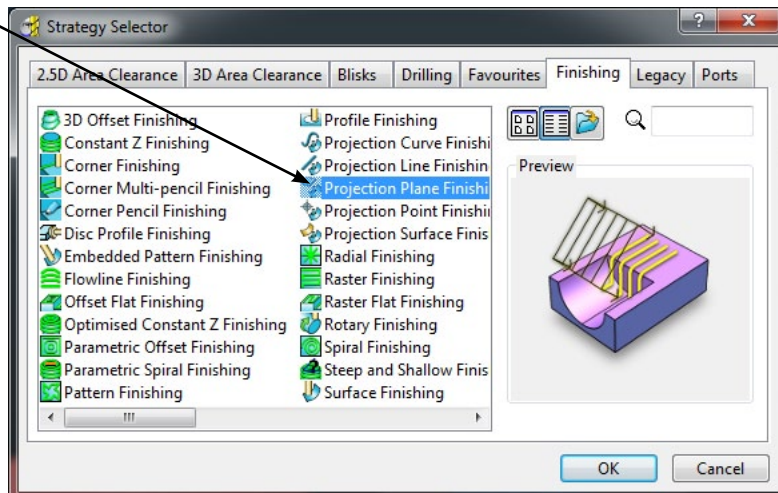 Strategy Selector
2.5D Area Clearance 3D Area Clearance Blisks Drilling Favourites Finishing Legacy Ports
3D Offset Finishing
Constant Z Finishing
Corner Finishing
Corner Multi-pencil Finishing
Corner Pencil Finishing
Disc Profile Finishing
Embedded Pattern Finishing
Flowline Finishing
Offset Flat Finishing
Optimised Constant Z Finishing
Parametric Offset Finishing
Parametric Spiral Finishing
Pattern Finishing
Profile Finishing
Projection Curve Finishi
Projection Line Finishin
Projection Plane Finishi
Projection Point Finishin
Projection Surface Finis
Radial Finishing
Raster Finishing
Raster Flat Finishing
Rotary Finishing
Spiral Finishing
Steep and Shallow Finis
Surface Finishing
Preview
OK Cancel